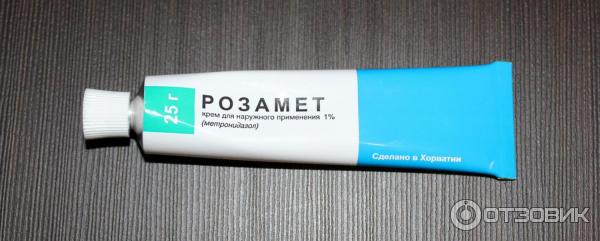 25 г
РОЗАМЕТ
крем для наружного применения 1%
(метронидазол)
Сделано в Хорватии
ОТЗОВИК